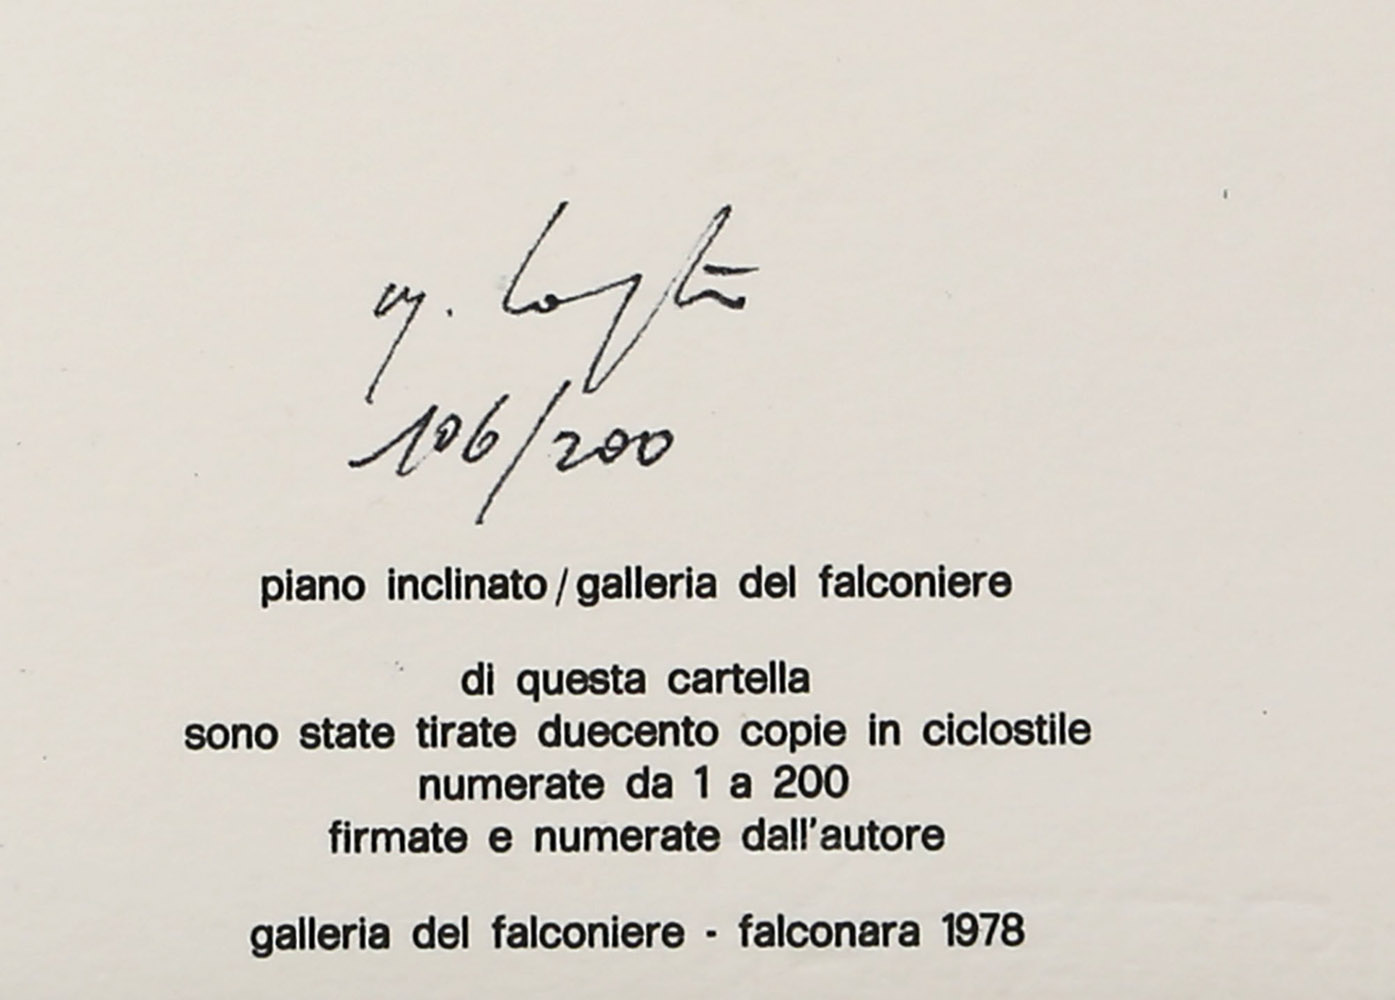 106/200
piano inclinato / galleria del falconiere
di questa cartella
sono state tirate duecento copie in ciclostile
numerate da 1 a 200
firmate e numerate dall'autore
galleria del falconiere - falconara 1978